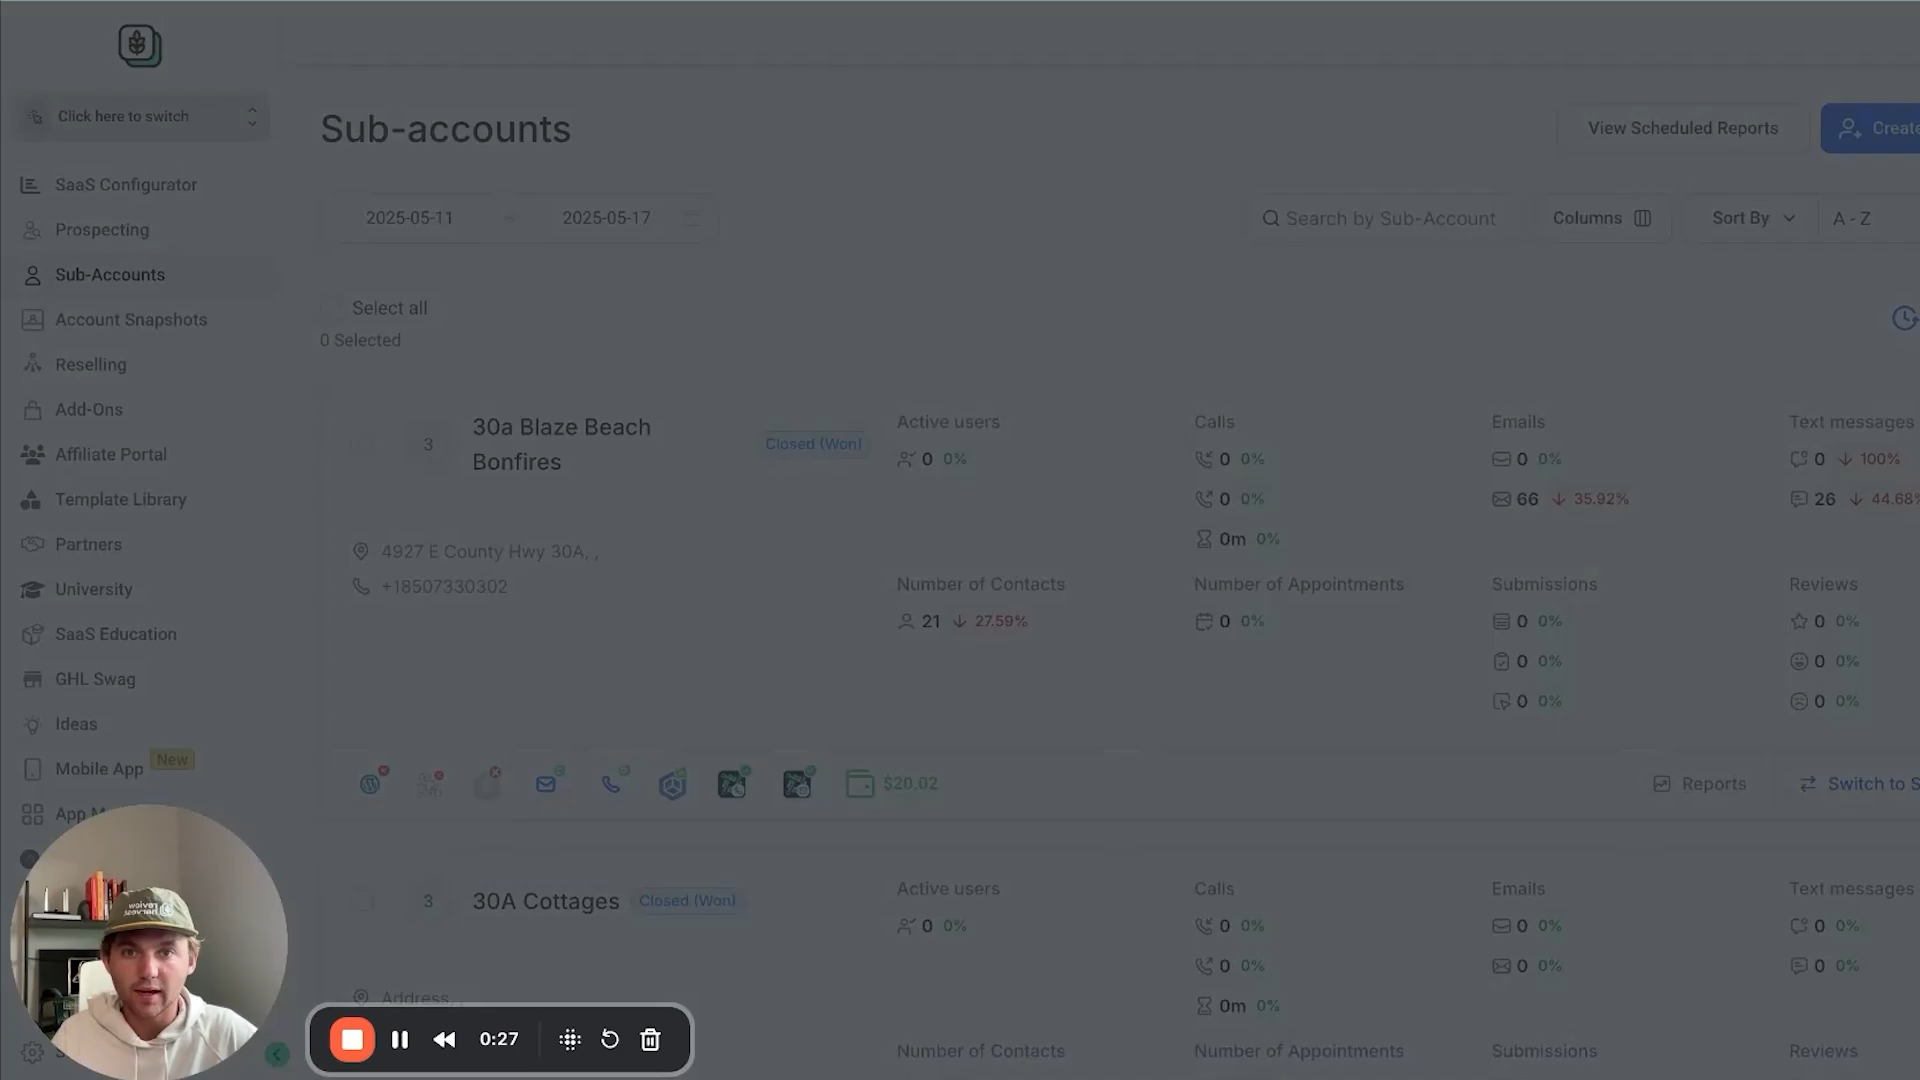 Click here to switch
SaaS Configurator
Prospecting
Sub-Accounts
Account Snapshots
Reselling
Add-Ons
Affiliate Portal
Template Library
Partners
University
SaaS Education
GHL Swag
Ideas
Mobile App New
App
Sub-accounts
View Scheduled Reports
Create
2025-05-11 2025-05-17
Search by Sub-Account
Columns
Sort By
A - Z
Select all
0 Selected
3
30a Blaze Beach
Bonfires
Closed (Won)
4927 E County Hwy 30A, ,
+18507330302
Active users
0 0%
Calls
0 0%
0 0%
0m 0%
Emails
0 0%
66 35.92%
Text messages
0 100%
26 44.68%
Number of Contacts
21 27.59%
Number of Appointments
0 0%
Submissions
0 0%
0 0%
0 0%
Reviews
0 0%
0 0%
0 0%
$20.02
Reports
Switch to S
3
30A Cottages
Closed (Won)
Address, ,
Active users
0 0%
Calls
0 0%
0 0%
0m 0%
Emails
0 0%
0 0%
Text messages
0 0%
0 0%
Number of Contacts
Number of Appointments
Submissions
Reviews
0:27